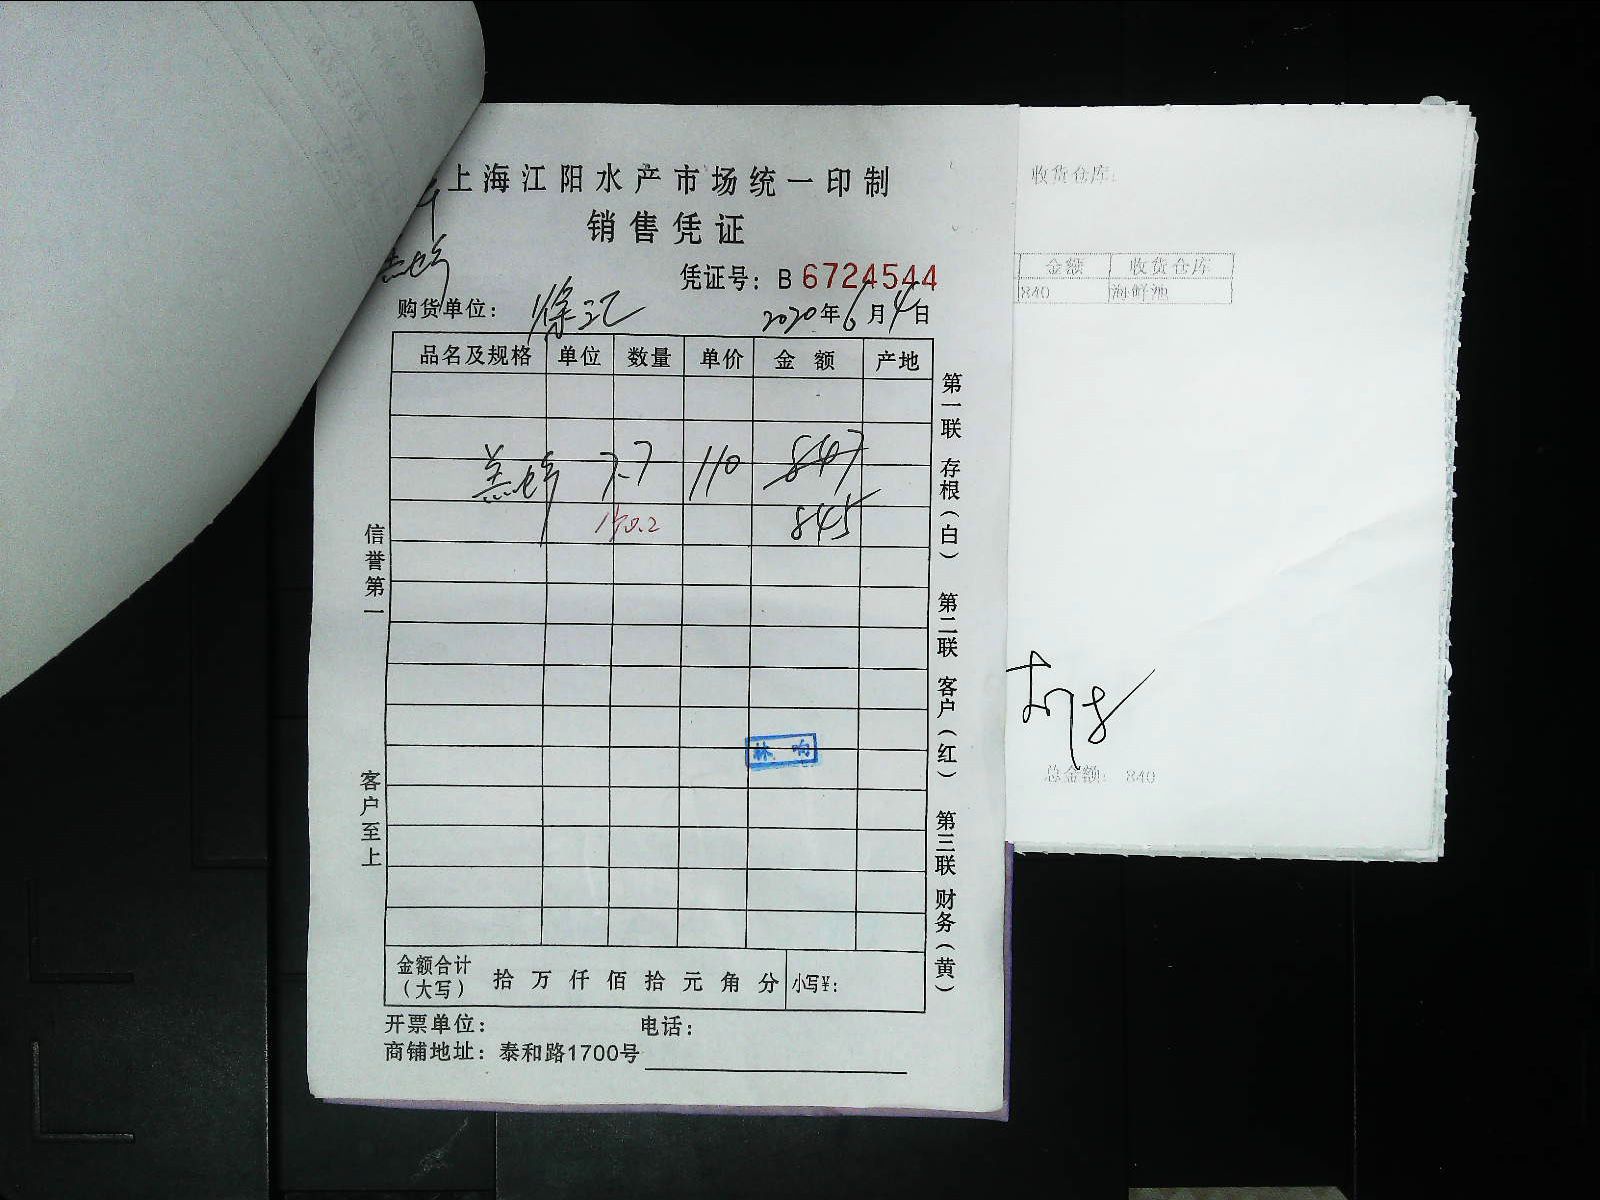 上海江阳水产市场统一印制
销售凭证
凭证号：B 6724544
购货单位：徐汇 2020年6月4日
品名及规格 单位 数量 单价 金额 产地
7.7 110 847
845
第一联 存根（白） 第二联 客户（红） 第三联 财务（黄）
信誉第一
客户至上
林 响
金额合计（大写） 拾 万 仟 佰 拾 元 角 分 小写¥：
开票单位： 电话：
商铺地址：泰和路1700号
收货仓库：
金额 收货仓库
840 海鲜池
总金额： 840